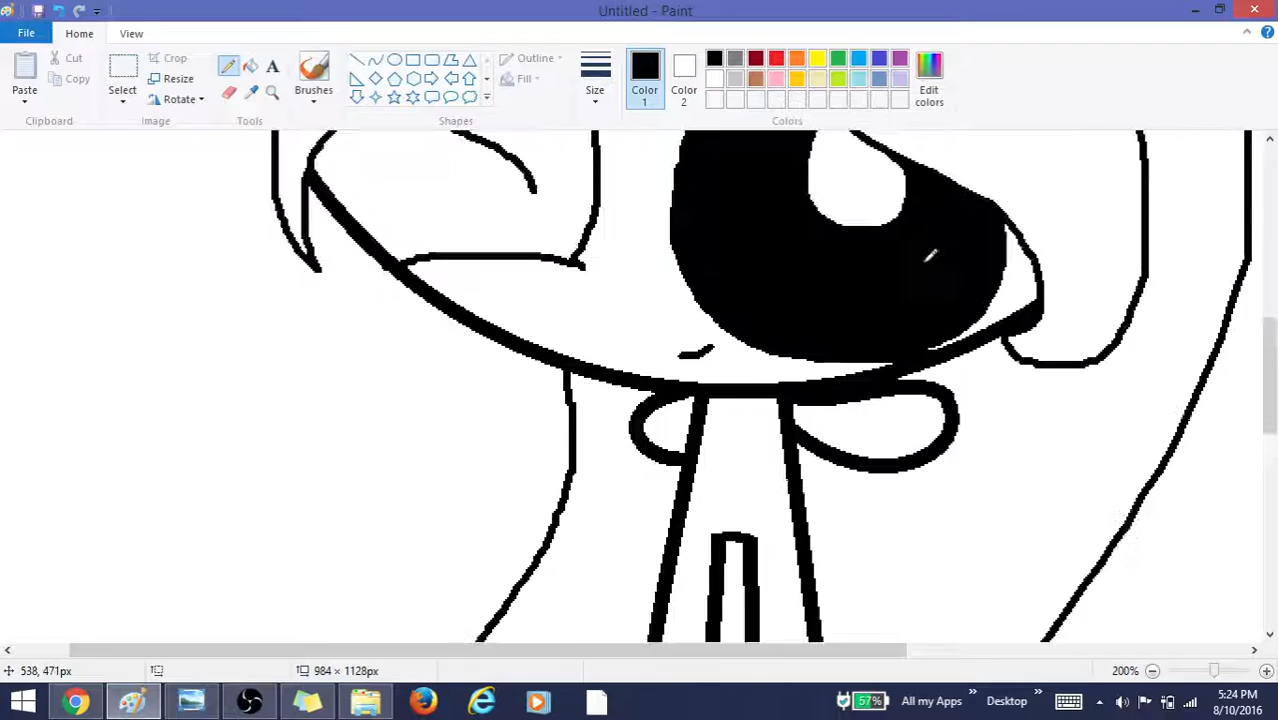 Untitled - Paint
File
Home
View
Paste
Cut
Copy
Clipboard
Select
Crop
Resize
Rotate
Image
A
Tools
Brushes
Shapes
Outline
Fill
Size
Color 1
Color 2
Colors
Edit colors
538, 471px
984 × 1128px
200%
57%
All my Apps
Desktop
5:24 PM
8/10/2016